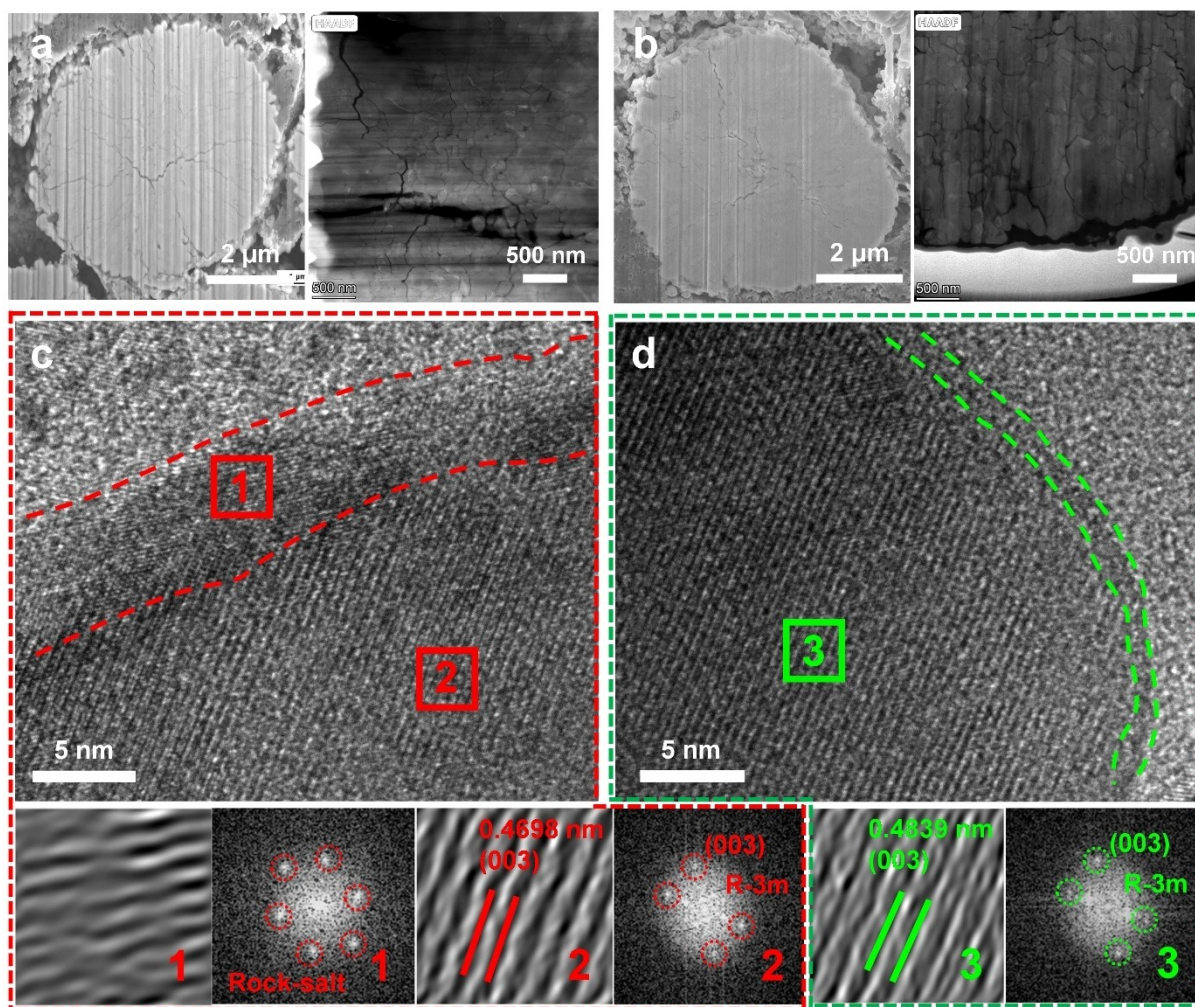 a
HAADF
2 µm
500 nm
500 nm
b
HAADF
2 µm
500 nm
500 nm
c
1
2
5 nm
d
3
5 nm
1
Rock-salt
1
0.4698 nm
(003)
2
(003)
R-3m
2
0.4839 nm
(003)
3
(003)
R-3m
3